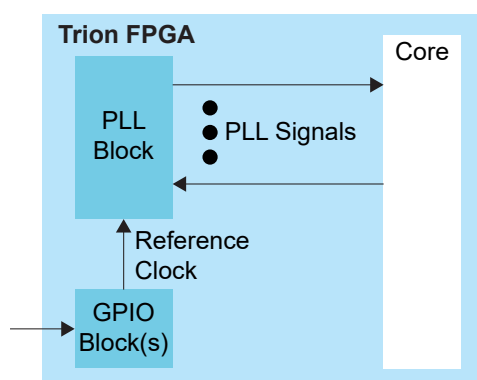 Trion FPGA
Core
PLL
Block
PLL Signals
Reference
Clock
GPIO
Block(s)